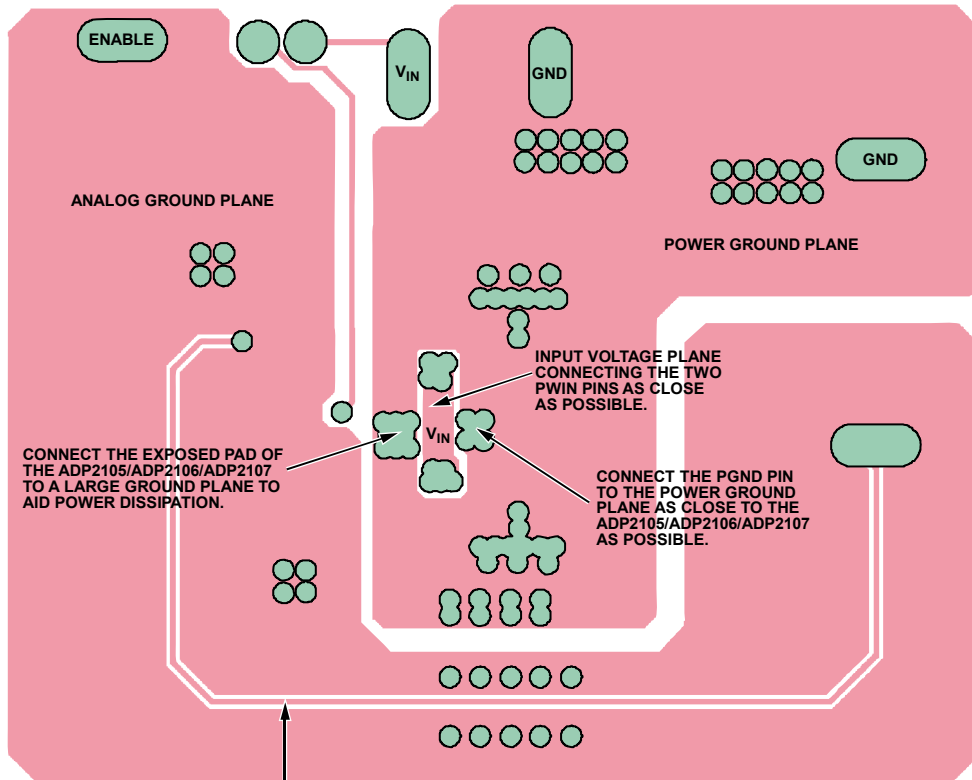 ENABLE
VIN
GND
GND
ANALOG GROUND PLANE
POWER GROUND PLANE
INPUT VOLTAGE PLANE
CONNECTING THE TWO
PWIN PINS AS CLOSE
AS POSSIBLE.
VIN
CONNECT THE EXPOSED PAD OF
THE ADP2105/ADP2106/ADP2107
TO A LARGE GROUND PLANE TO
AID POWER DISSIPATION.
CONNECT THE PGND PIN
TO THE POWER GROUND
PLANE AS CLOSE TO THE
ADP2105/ADP2106/ADP2107
AS POSSIBLE.